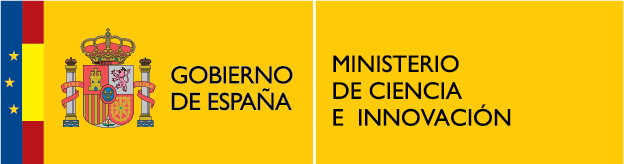 GOBIERNO
DE ESPAÑA
MINISTERIO
DE CIENCIA
E INNOVACIÓN